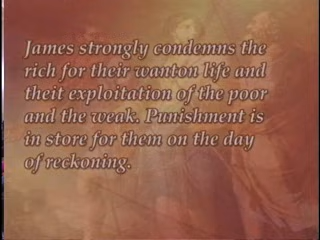 James strongly condemns the
rich for their wanton life and
theit exploitation of the poor
and the weak. Punishment is
in store for them on the day
of reckoning.